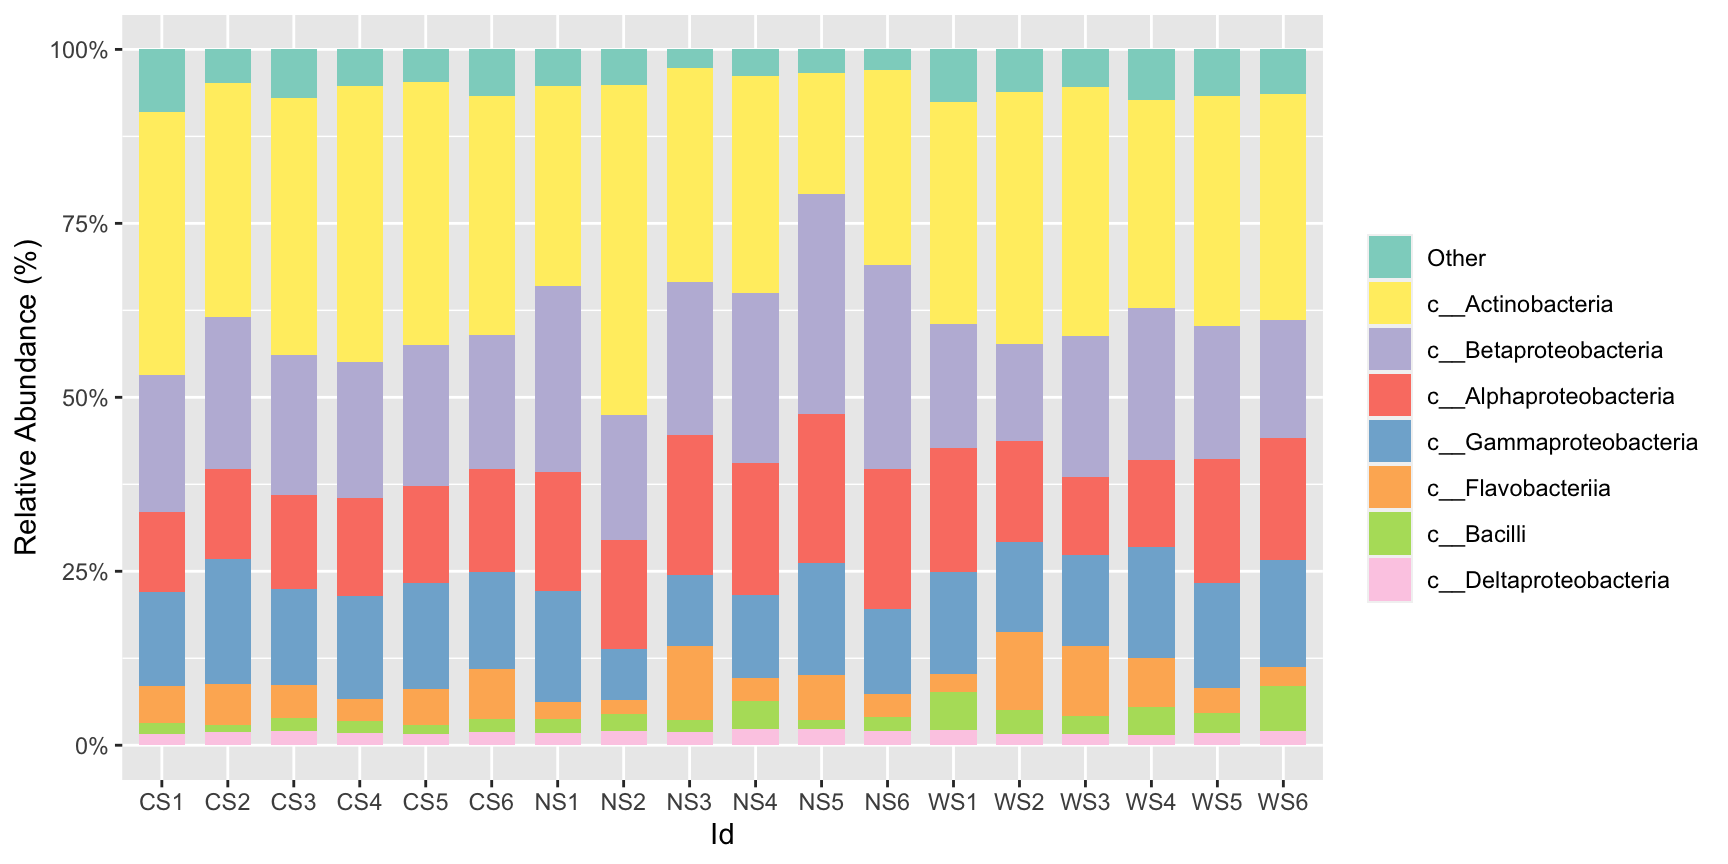 100%
75%
50%
25%
0%
Relative Abundance (%)
CS1 CS2 CS3 CS4 CS5 CS6 NS1 NS2 NS3 NS4 NS5 NS6 WS1 WS2 WS3 WS4 WS5 WS6
Id
Other
c__Actinobacteria
c__Betaproteobacteria
c__Alphaproteobacteria
c__Gammaproteobacteria
c__Flavobacteriia
c__Bacilli
c__Deltaproteobacteria